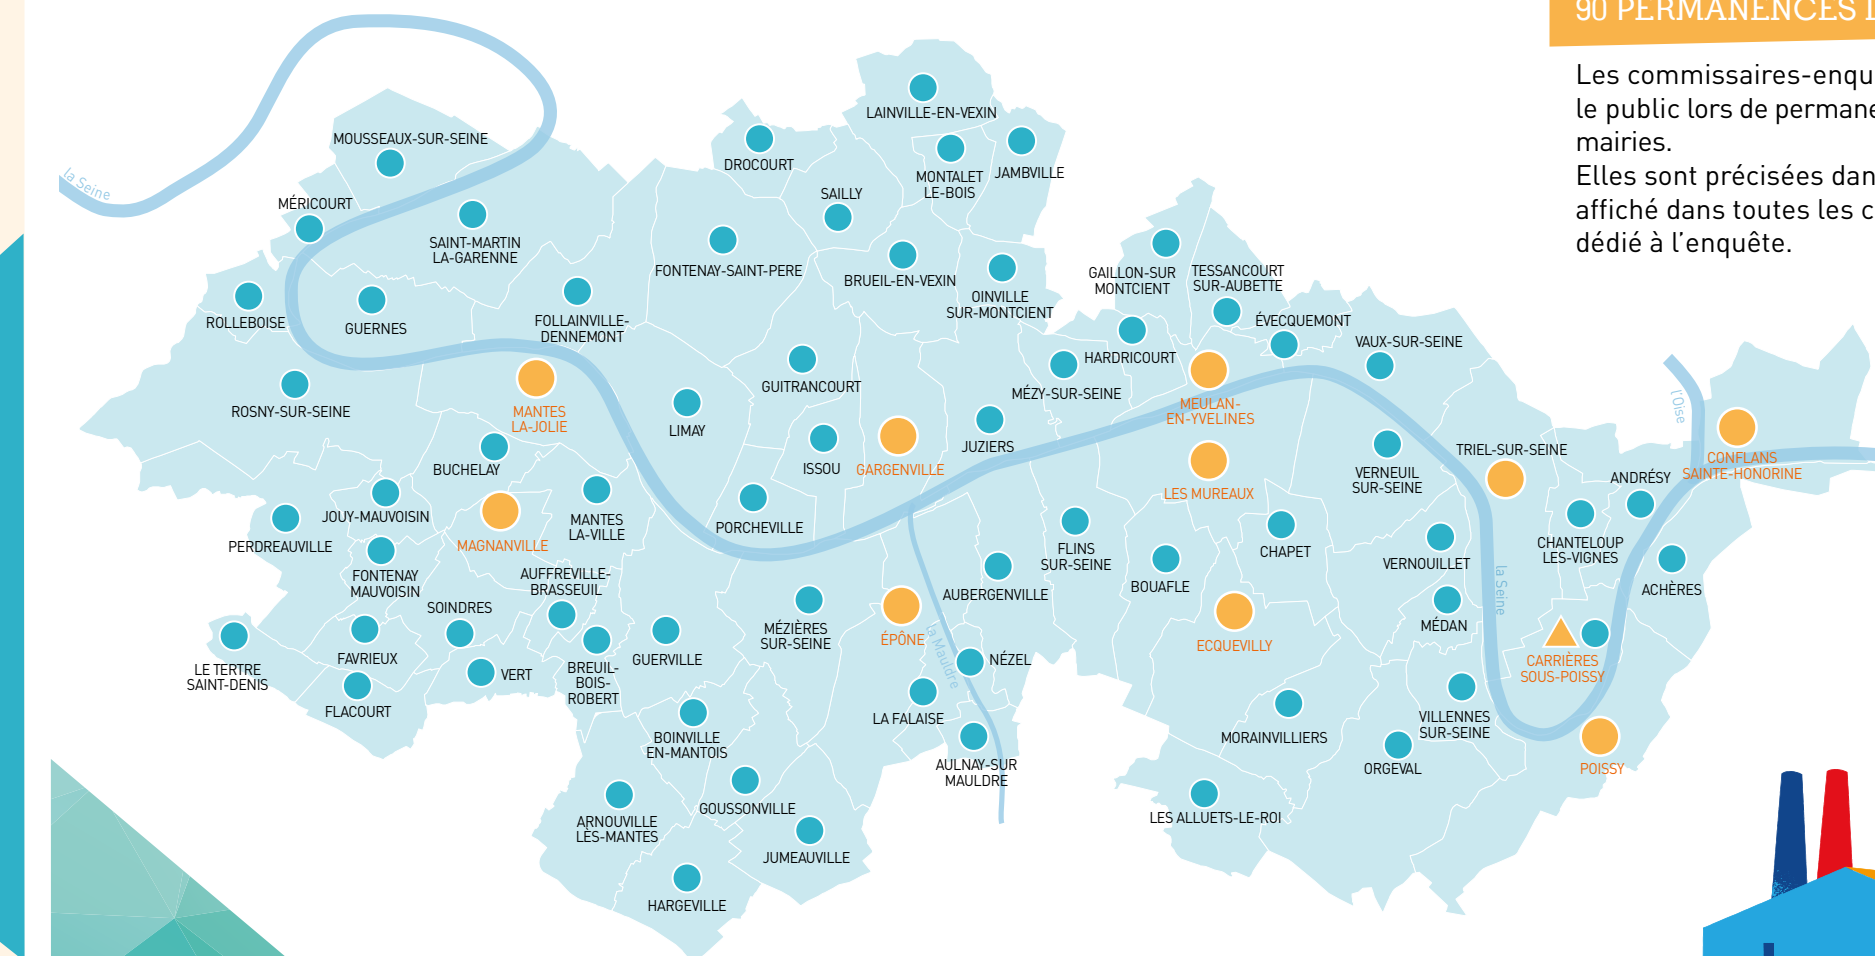 90 PERMANENCES
Les commissaires-enqu
le public lors de permane
mairies.
Elles sont précisées dan
affiché dans toutes les c
dédié à l'enquête.
la Seine
MOUSSEAUX-SUR-SEINE
MÉRICOURT
SAINT-MARTIN
LA-GARENNE
ROLLEBOISE
GUERNES
FOLLAINVILLE-
DENNEMONT
ROSNY-SUR-SEINE
MANTES
LA-JOLIE
BUCHELAY
LAINVILLE-EN-VEXIN
DROCOURT
MONTALET
LE-BOIS
JAMBVILLE
SAILLY
FONTENAY-SAINT-PERE
BRUEIL-EN-VEXIN
OINVILLE
SUR-MONTCIENT
GAILLON-SUR
MONTCIENT
TESSANCOURT
SUR-AUBETTE
ÉVECQUEMONT
VAUX-SUR-SEINE
HARDRICOURT
MÉZY-SUR-SEINE
GUITRANCOURT
LIMAY
ISSOU
GARGENVILLE
JUZIERS
MEULAN-
EN-YVELINES
LES MUREAUX
VERNEUIL
SUR-SEINE
TRIEL-SUR-SEINE
l'Oise
CONFLANS
SAINTE-HONORINE
ANDRÉSY
CHANTELOUP
LES-VIGNES
ACHÈRES
JOUY-MAUVOISIN
PERDREAUVILLE
MAGNANVILLE
MANTES
LA-VILLE
PORCHEVILLE
FONTENAY
MAUVOISIN
AUFFREVILLE-
BRASSEUIL
SOINDRES
FAVRIEUX
LE TERTRE
SAINT-DENIS
FLACOURT
VERT
BREUIL-
BOIS-
ROBERT
GUERVILLE
MÉZIÈRES
SUR-SEINE
ÉPÔNE
la Mauldre
AUBERGENVILLE
NÉZEL
FLINS
SUR-SEINE
BOUAFLE
CHAPET
ECQUEVILLY
VERNOUILLET
MÉDAN
la Seine
CARRIÈRES
SOUS-POISSY
VILLENNES
SUR-SEINE
POISSY
MORAINVILLIERS
ORGEVAL
LES ALLUETS-LE-ROI
LA FALAISE
AULNAY-SUR
MAULDRE
BOINVILLE
EN-MANTOIS
GOUSSONVILLE
ARNOUVILLE
LÈS-MANTES
JUMEAUVILLE
HARGEVILLE